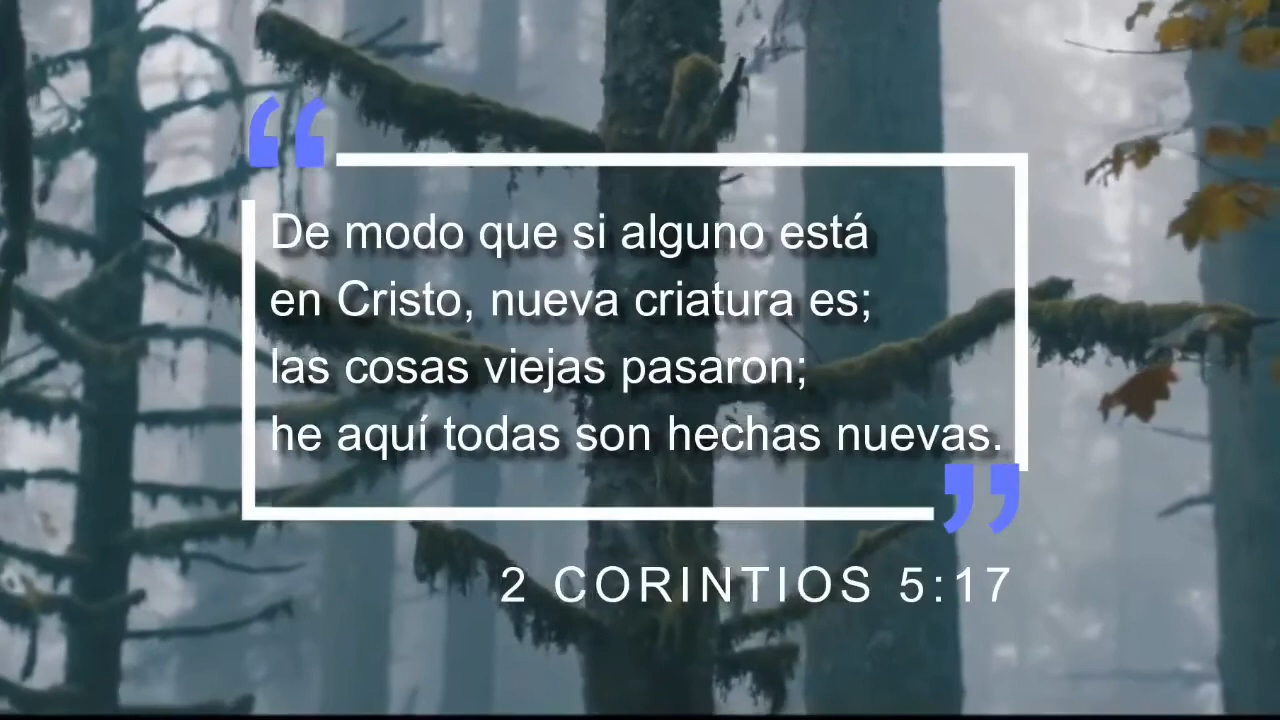 “
De modo que si alguno está
en Cristo, nueva criatura es;
las cosas viejas pasaron;
he aquí todas son hechas nuevas.
”
2 CORINTIOS 5:17